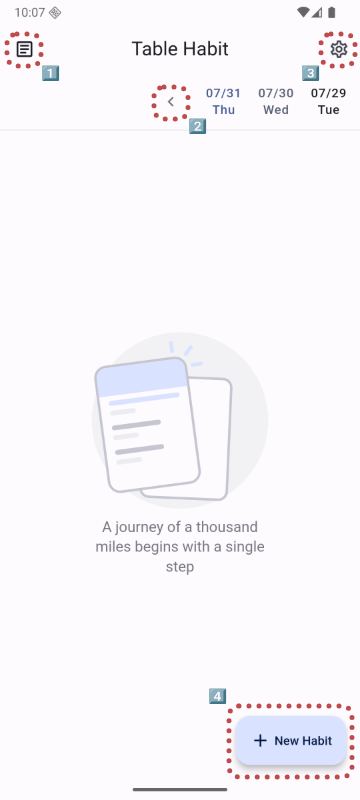 10:07
Table Habit
1
3
07/31 07/30 07/29
Thu Wed Tue
2
A journey of a thousand
miles begins with a single
step
4
New Habit